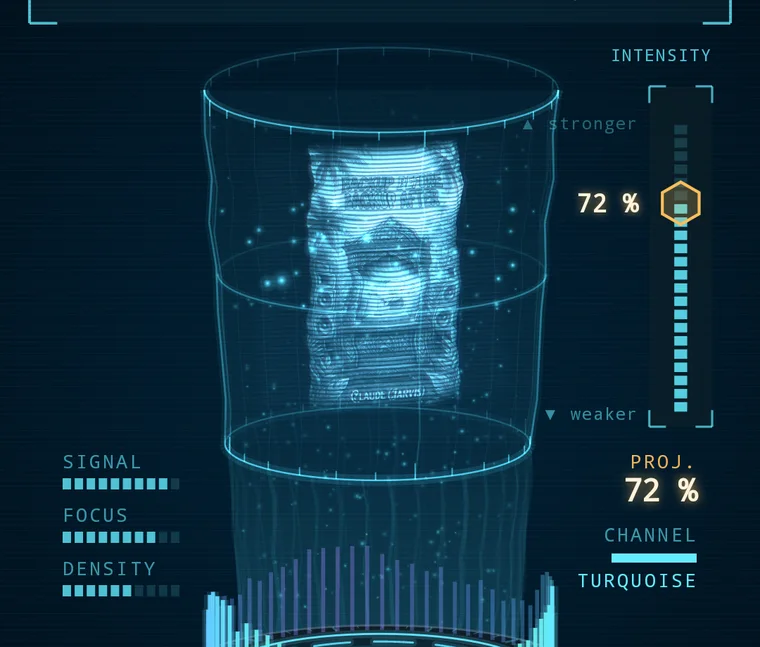 INTENSITY
▲ stronger
72 %
▼ weaker
SIGNAL
PROJ.
72 %
FOCUS
CHANNEL
DENSITY
TURQUOISE